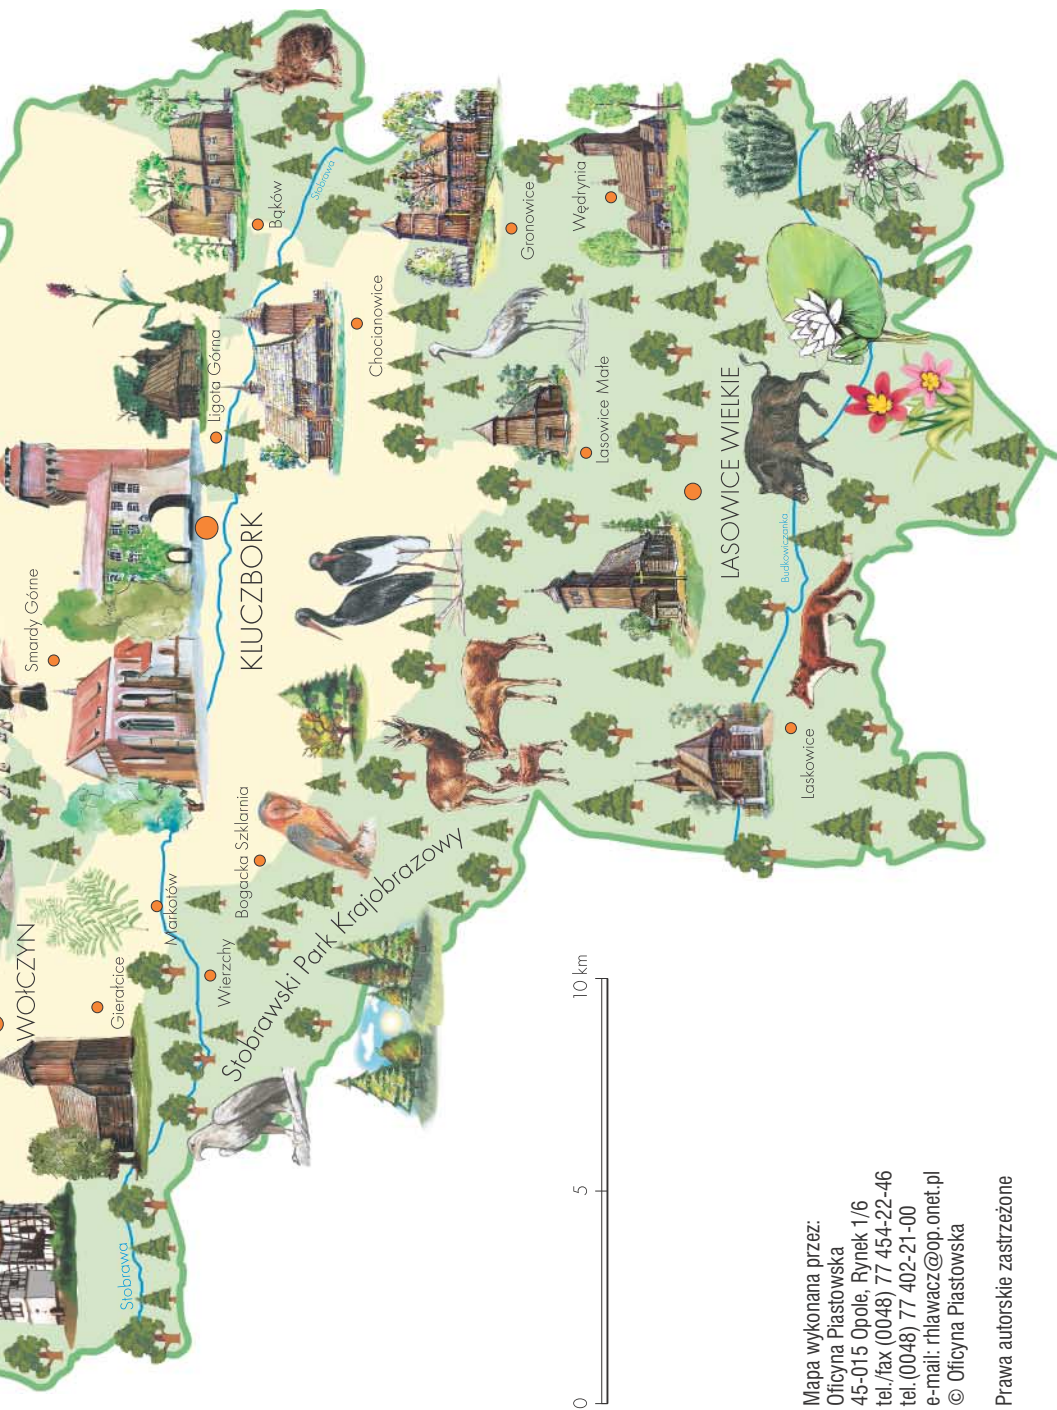 WOŁCZYN
Gierałcice
Smardy Górne
Markotów
Wierzchy
Bogacka Szklarnia
Stobrawa
KLUCZBORK
Ligota Górna
Bąków
Stobrawa
Chocianowice
Stobrawski Park Krajobrazowy
Gronowice
Wędrynia
Lasowice Małe
LASOWICE WIELKIE
Budkowiczanka
Laskowice
0 5 10 km
Mapa wykonana przez:
Oficyna Piastowska
45-015 Opole, Rynek 1/6
tel./fax (0048) 77 454-22-46
tel.(0048) 77 402-21-00
e-mail: rhlawacz@op.onet.pl
© Oficyna Piastowska
Prawa autorskie zastrzeżone